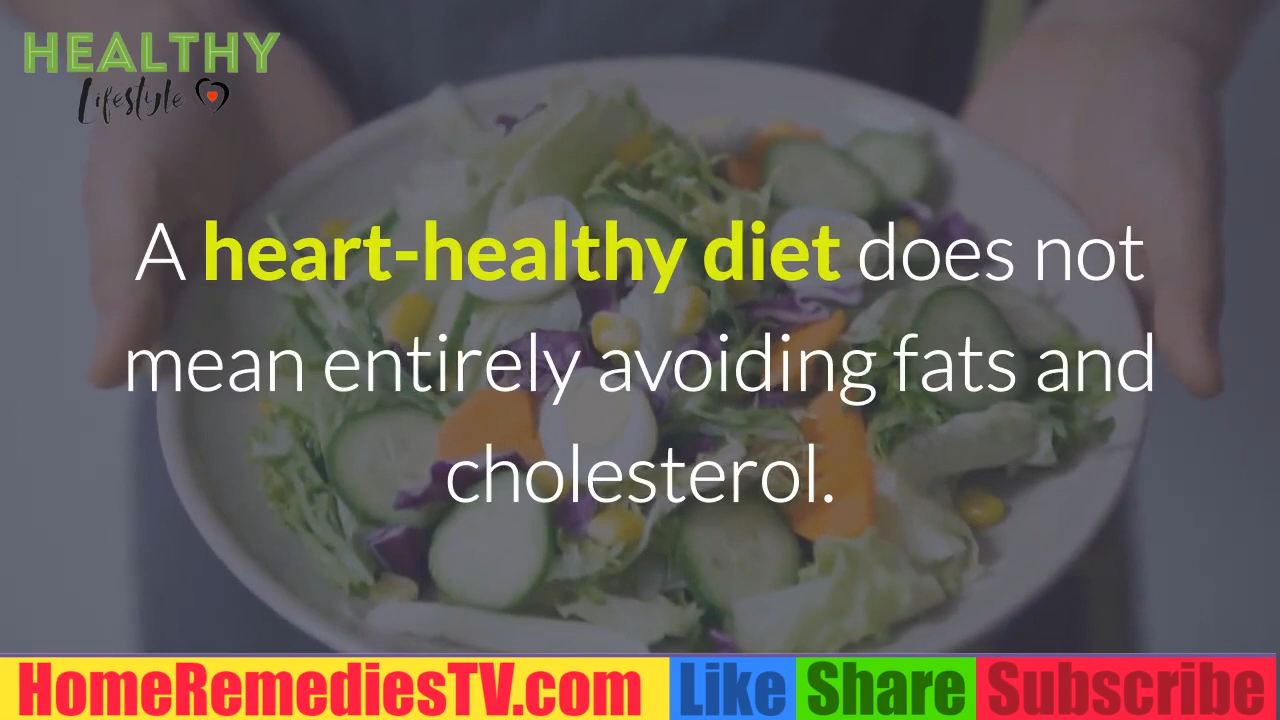 HEALTHY
Lifestyle
A heart-healthy diet does not
mean entirely avoiding fats and
cholesterol.
HomeRemediesTV.com Like Share Subscribe